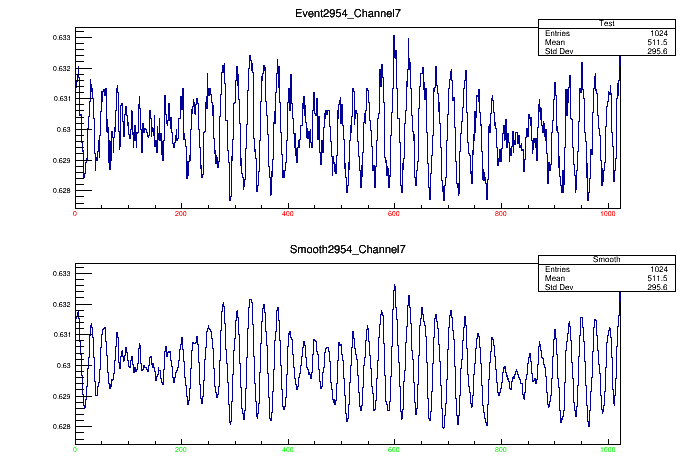 Event2954_Channel7
Test
Entries 1024
Mean 511.5
Std Dev 295.6
0.633
0.632
0.631
0.63
0.629
0.628
0 200 400 600 800 1000
Smooth2954_Channel7
Smooth
Entries 1024
Mean 511.5
Std Dev 295.6
0.633
0.632
0.631
0.63
0.629
0.628
0 200 400 600 800 1000